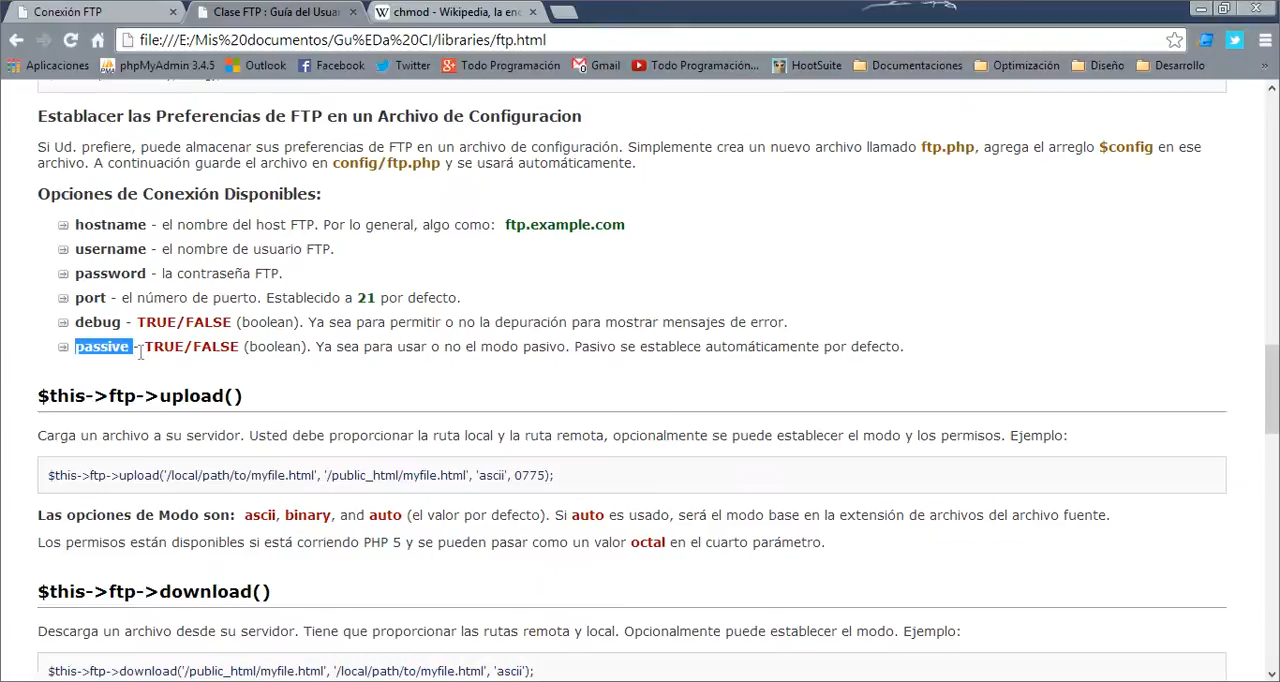 Conexión FTP
Clase FTP : Guía del Usua
chmod - Wikipedia, la en
file:///E:/Mis%20documentos/Gu%EDa%20CI/libraries/ftp.html
Aplicaciones phpMyAdmin 3.4.5 Outlook Facebook Twitter Todo Programación Gmail Todo Programación... HootSuite Documentaciones Optimización Diseño Desarrollo »
Establacer las Preferencias de FTP en un Archivo de Configuracion
Si Ud. prefiere, puede almacenar sus preferencias de FTP en un archivo de configuración. Simplemente crea un nuevo archivo llamado ftp.php, agrega el arreglo $config en ese
archivo. A continuación guarde el archivo en config/ftp.php y se usará automáticamente.
Opciones de Conexión Disponibles:
hostname - el nombre del host FTP. Por lo general, algo como: ftp.example.com
username - el nombre de usuario FTP.
password - la contraseña FTP.
port - el número de puerto. Establecido a 21 por defecto.
debug - TRUE/FALSE (boolean). Ya sea para permitir o no la depuración para mostrar mensajes de error.
passive - TRUE/FALSE (boolean). Ya sea para usar o no el modo pasivo. Pasivo se establece automáticamente por defecto.
$this->ftp->upload()
Carga un archivo a su servidor. Usted debe proporcionar la ruta local y la ruta remota, opcionalmente se puede establecer el modo y los permisos. Ejemplo:
$this->ftp->upload('/local/path/to/myfile.html', '/public_html/myfile.html', 'ascii', 0775);
Las opciones de Modo son: ascii, binary, and auto (el valor por defecto). Si auto es usado, será el modo base en la extensión de archivos del archivo fuente.
Los permisos están disponibles si está corriendo PHP 5 y se pueden pasar como un valor octal en el cuarto parámetro.
$this->ftp->download()
Descarga un archivo desde su servidor. Tiene que proporcionar las rutas remota y local. Opcionalmente puede establecer el modo. Ejemplo:
$this->ftp->download('/public_html/myfile.html', '/local/path/to/myfile.html', 'ascii');